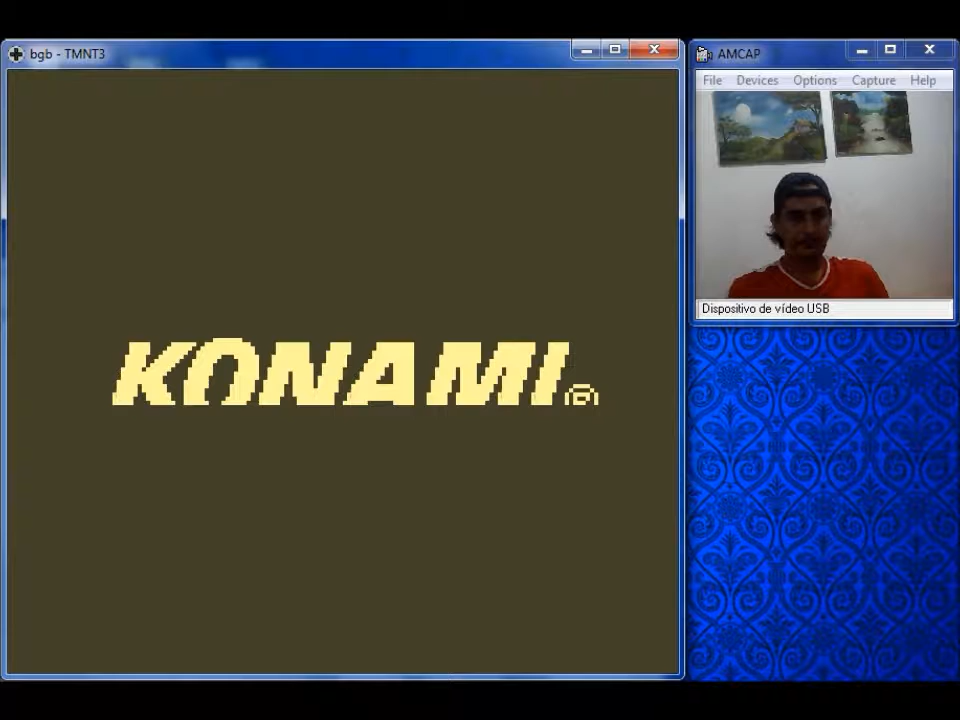 bgb - TMNT3
KONAMI®
AMCAP
File Devices Options Capture Help
Dispositivo de vídeo USB